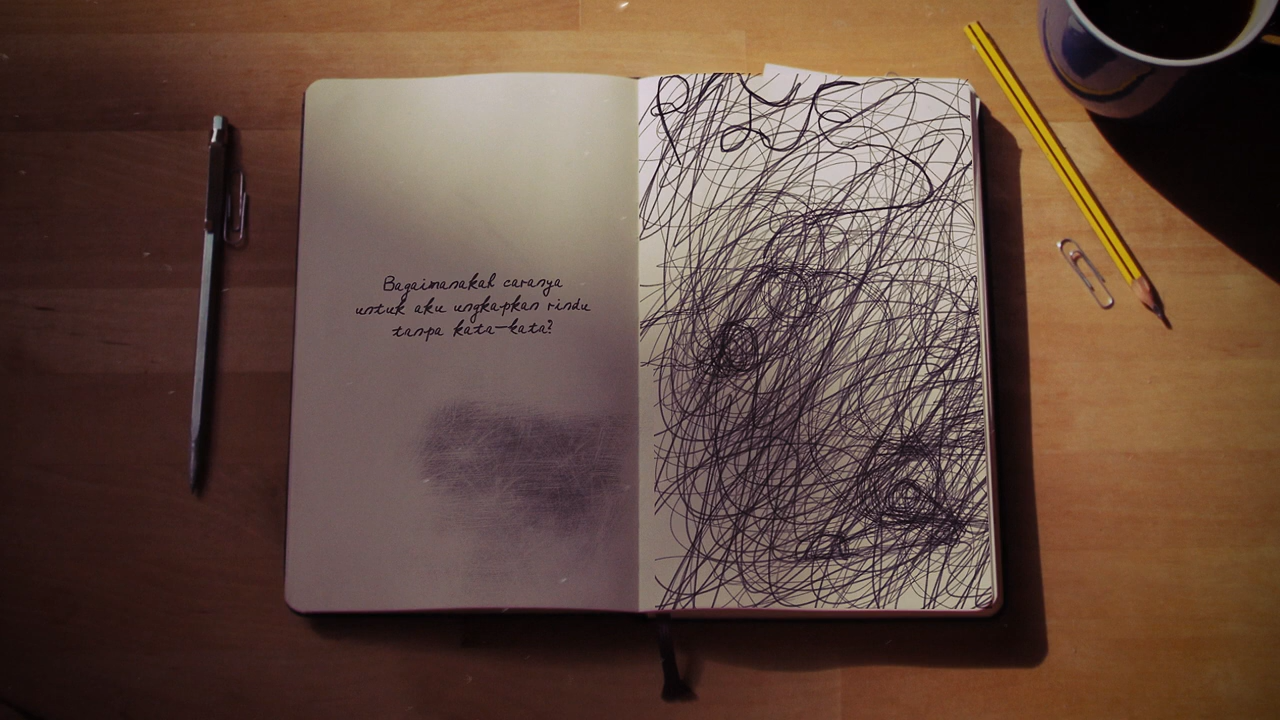 Bagaimanakah caranya
untuk aku ungkapkan rindu
tanpa kata-kata?